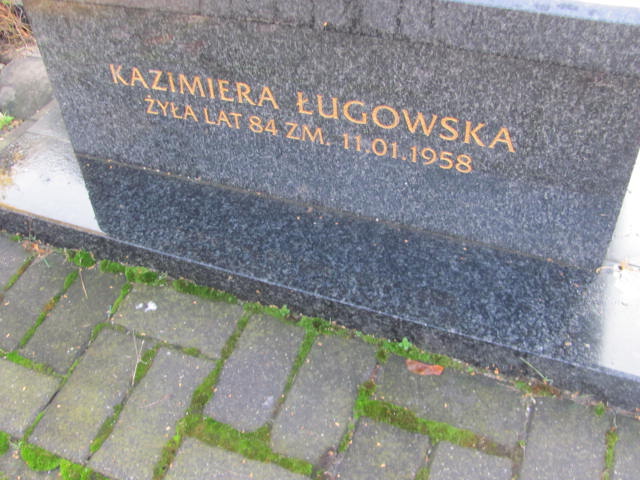 KAZIMIERA ŁUGOWSKA
ŻYŁA LAT 84 ZM. 11.01.1958